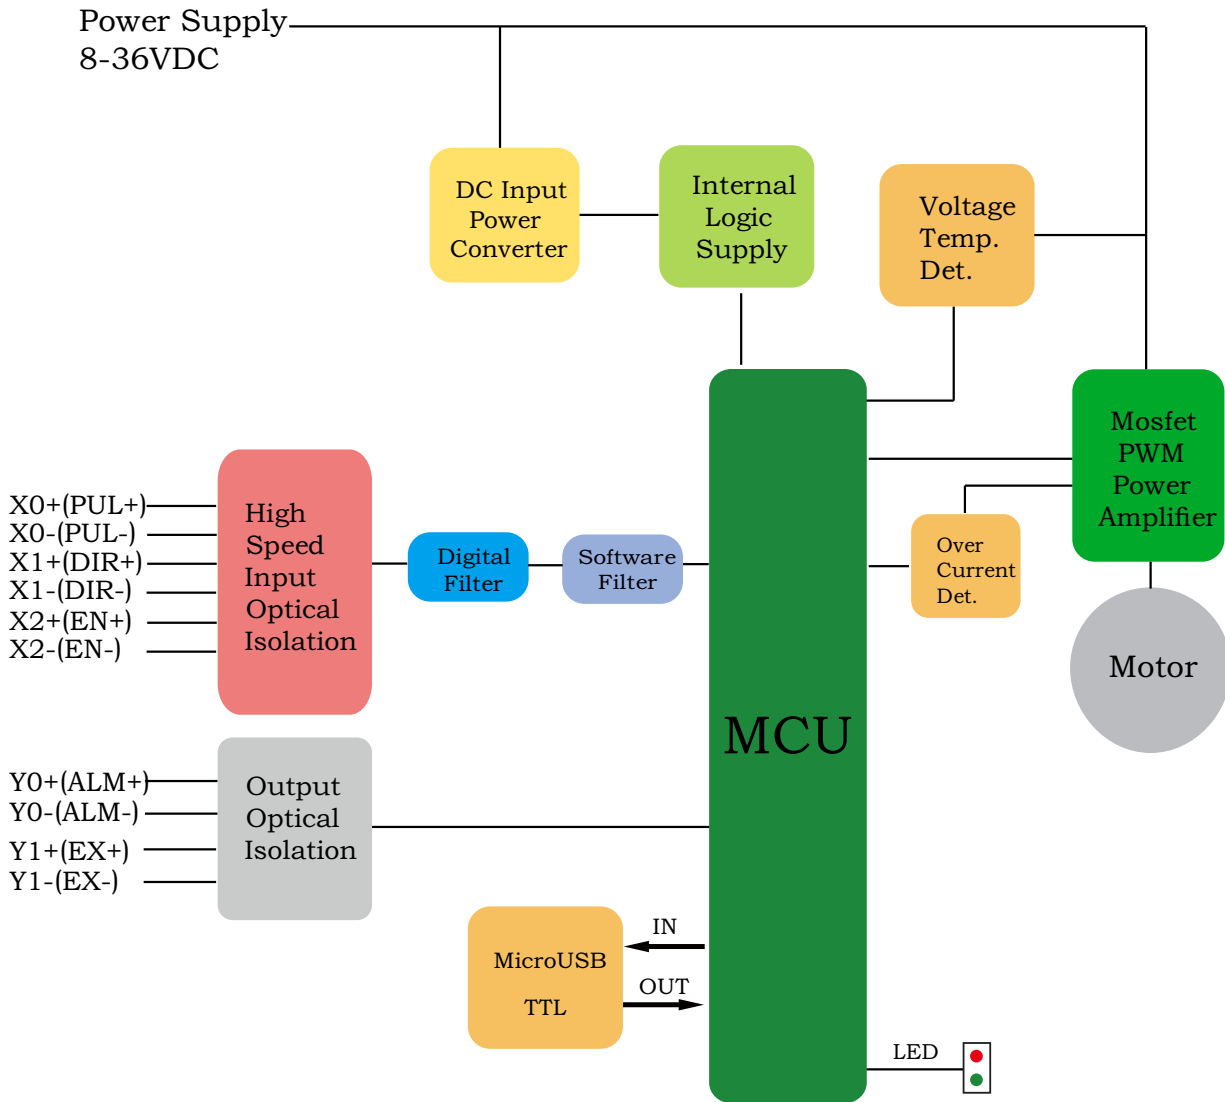 Power Supply
8-36VDC
DC Input
Power
Converter
Internal
Logic
Supply
Voltage
Temp.
Det.
Mosfet
PWM
Power
Amplifier
X0+(PUL+)
X0-(PUL-)
X1+(DIR+)
X1-(DIR-)
X2+(EN+)
X2-(EN-)
High
Speed
Input
Optical
Isolation
Digital
Filter
Software
Filter
Over
Current
Det.
Motor
MCU
Y0+(ALM+)
Y0-(ALM-)
Y1+(EX+)
Y1-(EX-)
Output
Optical
Isolation
MicroUSB
TTL
IN
OUT
LED